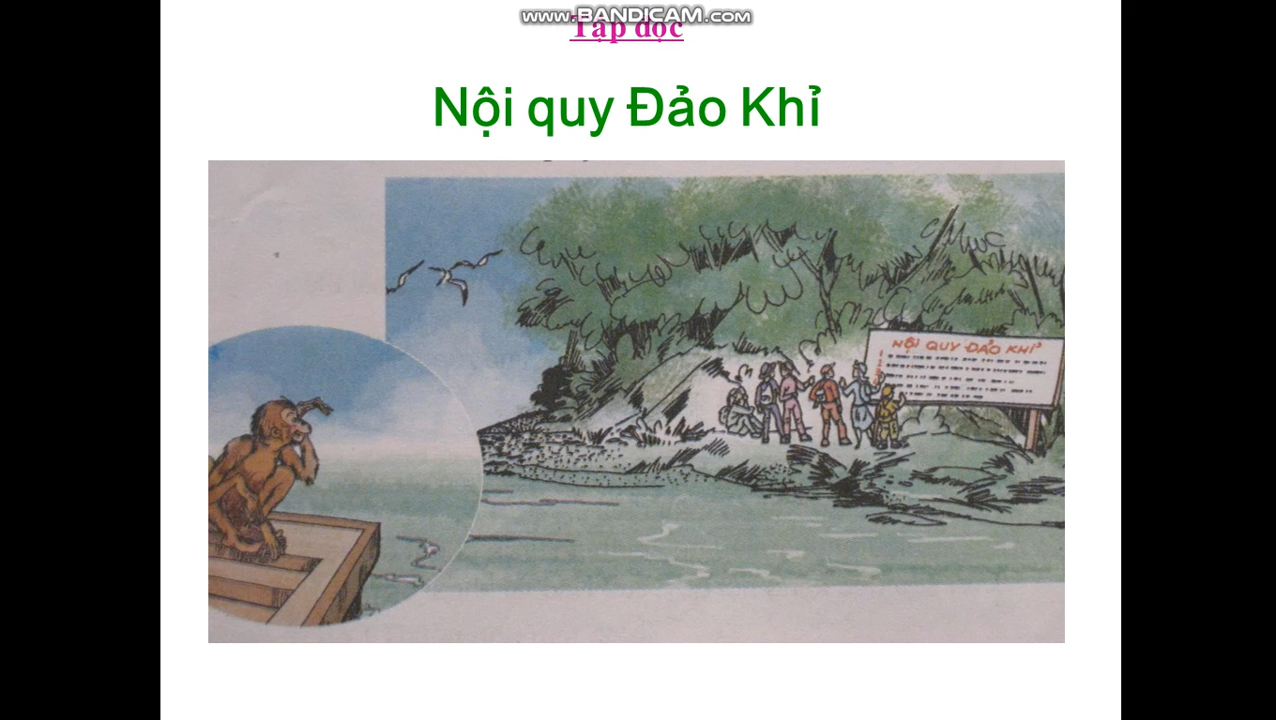 www.BANDICAM.com
Tập đọc
Nội quy Đảo Khỉ
NỘI QUY ĐẢO KHỈ